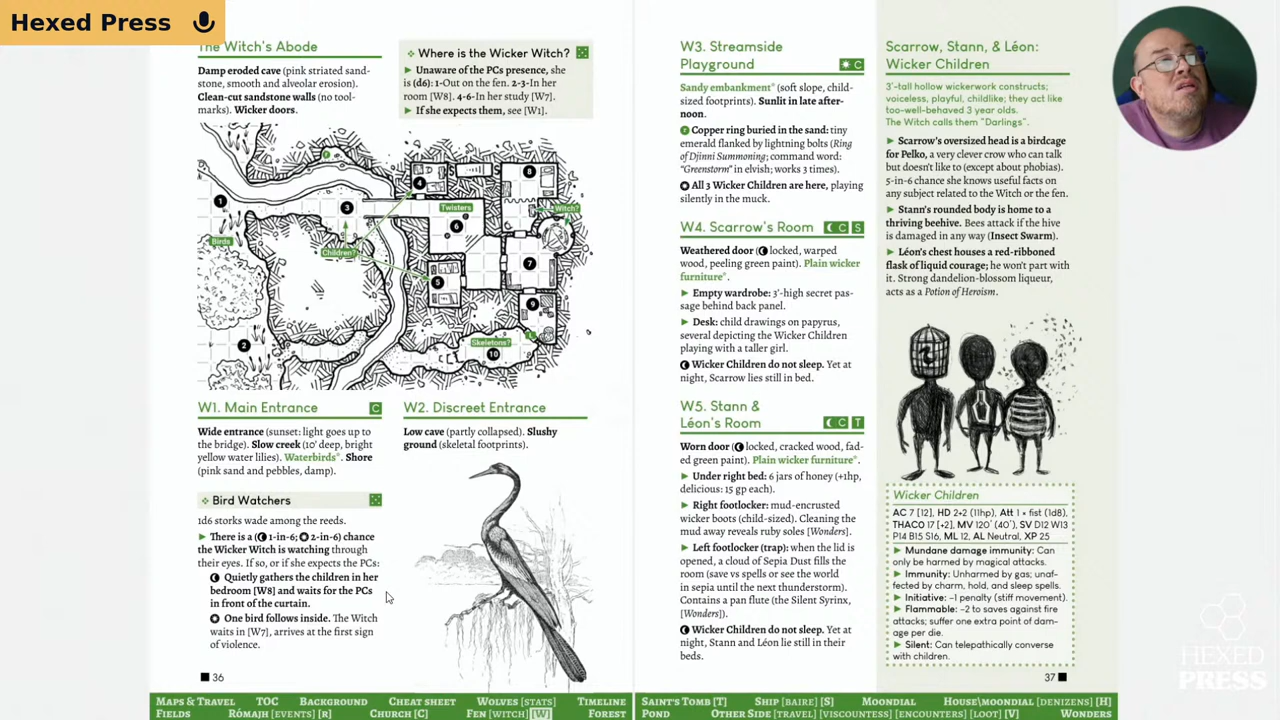 Hexed Press
The Witch's Abode
Damp eroded cave (pink striated sand-
stone, smooth and alveolar erosion).
Clean-cut sandstone walls (no tool-
marks). Wicker doors.
❖ Where is the Wicker Witch?
► Unaware of the PCs presence, she
is (d6): 1-Out on the fen. 2-3-In her
room [W8]. 4-6-In her study [W7].
► If she expects them, see [W1].
1
2
3
4
5
6
7
8
9
10
Birds
Children?
Twisters
Witch?
Skeletons?
W1. Main Entrance
C
Wide entrance (sunset: light goes up to
the bridge). Slow creek (10' deep, bright
yellow water lilies). Waterbirds*. Shore
(pink sand and pebbles, damp).
❖ Bird Watchers
1d6 storks wade among the reeds.
► There is a (1-in-6; 2-in-6) chance
the Wicker Witch is watching through
their eyes. If so, or if she expects the PCs:
Quietly gathers the children in her
bedroom [W8] and waits for the PCs
in front of the curtain.
One bird follows inside. The Witch
waits in [W7], arrives at the first sign
of violence.
W2. Discreet Entrance
Low cave (partly collapsed). Slushy
ground (skeletal footprints).
36
W3. Streamside
Playground
C
Sandy embankment* (soft slope, child-
sized footprints). Sunlit in late after-
noon.
Copper ring buried in the sand: tiny
emerald flanked by lightning bolts (Ring
of Djinni Summoning; command word:
"Greenstorm" in elvish; works 3 times).
All 3 Wicker Children are here, playing
silently in the muck.
W4. Scarrow's Room
C S
Weathered door (locked, warped
wood, peeling green paint). Plain wicker
furniture*.
► Empty wardrobe: 3'-high secret pas-
sage behind back panel.
► Desk: child drawings on papyrus,
several depicting the Wicker Children
playing with a taller girl.
Wicker Children do not sleep. Yet at
night, Scarrow lies still in bed.
W5. Stann &
Léon's Room
C T
Worn door (locked, cracked wood, fad-
ed green paint). Plain wicker furniture*.
► Under right bed: 6 jars of honey (+1hp,
delicious: 15 gp each).
► Right footlocker: mud-encrusted
wicker boots (child-sized). Cleaning the
mud away reveals ruby soles [Wonders].
► Left footlocker (trap): when the lid is
opened, a cloud of Sepia Dust fills the
room (save vs spells or see the world
in sepia until the next thunderstorm).
Contains a pan flute (the Silent Syrinx,
[Wonders].
Wicker Children do not sleep. Yet at
night, Stann and Léon lie still in their
beds.
Scarrow, Stann, & Léon:
Wicker Children
3'-tall hollow wickerwork constructs;
voiceless, playful, childlike; they act like
too-well-behaved 3 year olds.
The Witch calls them "Darlings".
► Scarrow's oversized head is a birdcage
for Pelko, a very clever crow who can talk
but doesn't like to (except about phobias).
5-in-6 chance she knows useful facts on
any subject related to the Witch or the fen.
► Stann's rounded body is home to a
thriving beehive. Bees attack if the hive
is damaged in any way (Insect Swarm).
► Léon's chest houses a red-ribboned
flask of liquid courage; he won't part with
it. Strong dandelion-blossom liqueur,
acts as a Potion of Heroism.
Wicker Children
AC 7 [12], HD 2+2 (11hp), Att 1 × fist (1d8),
THAC0 17 [+2], MV 120' (40'), SV D12 W13
P14 B15 S16, ML 12, AL Neutral, XP 25
► Mundane damage immunity: Can
only be harmed by magical attacks.
► Immunity: Unharmed by gas; unaf-
fected by charm, hold, and sleep spells.
► Initiative: -1 penalty (stiff movement).
► Flammable: -2 to saves against fire
attacks; suffer one extra point of dam-
age per die.
► Silent: Can telepathically converse
with children.
37
HEXED
PRESS
Maps & Travel TOC Background Cheat sheet Wolves [stats] Timeline
Fields Rómajh [events] [R] Church [C] Fen [witch] [W] Forest
Saint's Tomb [T] Ship [baire] [S] Moondial House\moondial [denizens] [H]
Pond Other Side [travel] [viscountess] [encounters] [loot] [V] Wonders